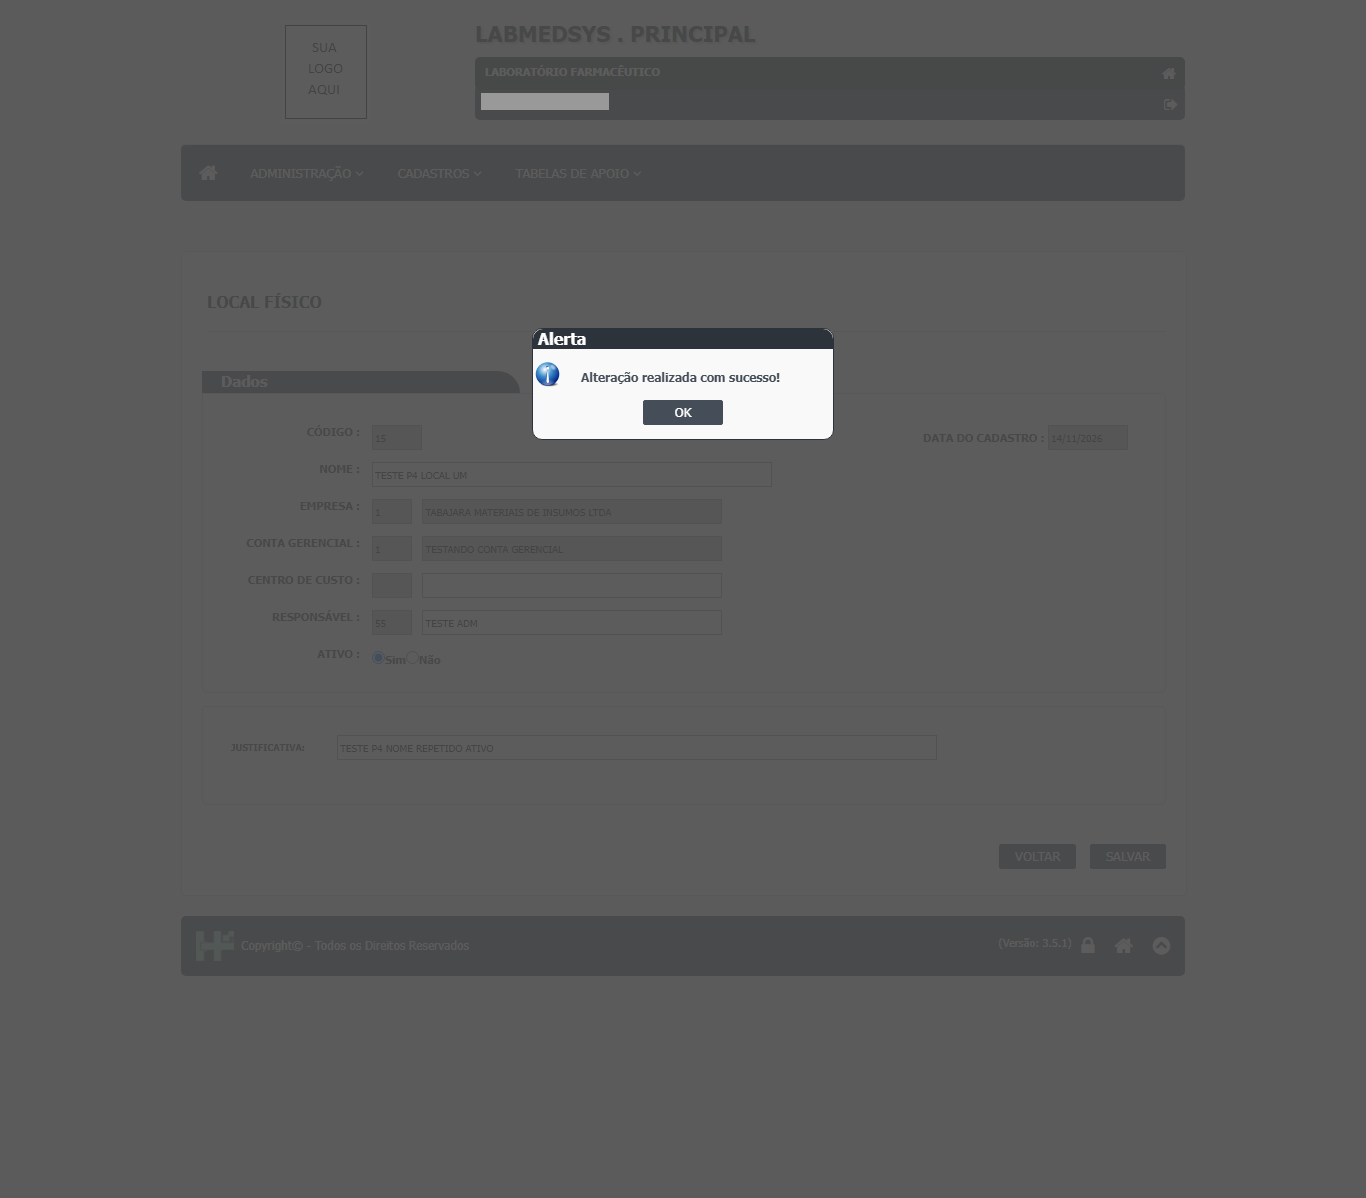 SUA
LOGO
AQUI
LABMEDSYS . PRINCIPAL
LABORATÓRIO FARMACÊUTICO
ADMINISTRAÇÃO CADASTROS TABELAS DE APOIO
LOCAL FÍSICO
Alerta
Alteração realizada com sucesso!
OK
Dados
CÓDIGO : 15 DATA DO CADASTRO : 14/11/2026
NOME : TESTE P4 LOCAL UM
EMPRESA : 1 TABAJARA MATERIAIS DE INSUMOS LTDA.
CONTA GERENCIAL : 1 TESTANDO CONTA GERENCIAL
CENTRO DE CUSTO :
RESPONSÁVEL : 55 TESTE ADM
ATIVO : Sim Não
JUSTIFICATIVA: TESTE P4 NOME REPETIDO ATIVO
VOLTAR SALVAR
Copyright© - Todos os Direitos Reservados (Versão: 3.5.1)